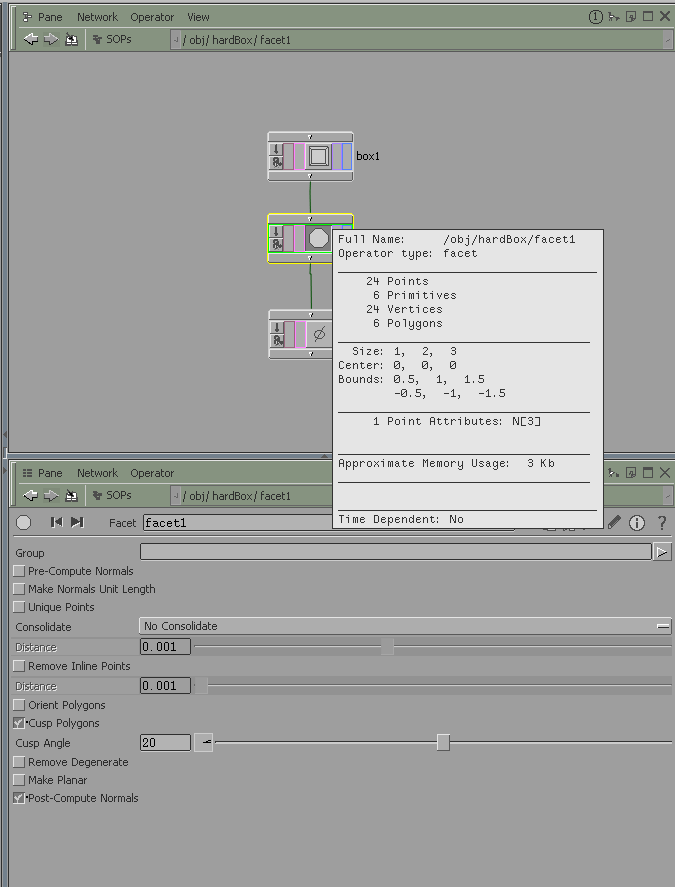 Pane Network Operator View 1
SOPs / obj/ hardBox/ facet1
box1
Full Name: /obj/hardBox/facet1
Operator type: facet
24 Points
6 Primitives
24 Vertices
6 Polygons
Size: 1, 2, 3
Center: 0, 0, 0
Bounds: 0.5, 1, 1.5
-0.5, -1, -1.5
1 Point Attributes: N[3]
Approximate Memory Usage: 3 Kb
Time Dependent: No
Pane Network Operator
SOPs / obj/ hardBox/ facet1
Facet facet1
Group
Pre-Compute Normals
Make Normals Unit Length
Unique Points
Consolidate No Consolidate
Distance 0.001
Remove Inline Points
Distance 0.001
Orient Polygons
Cusp Polygons
Cusp Angle 20
Remove Degenerate
Make Planar
Post-Compute Normals